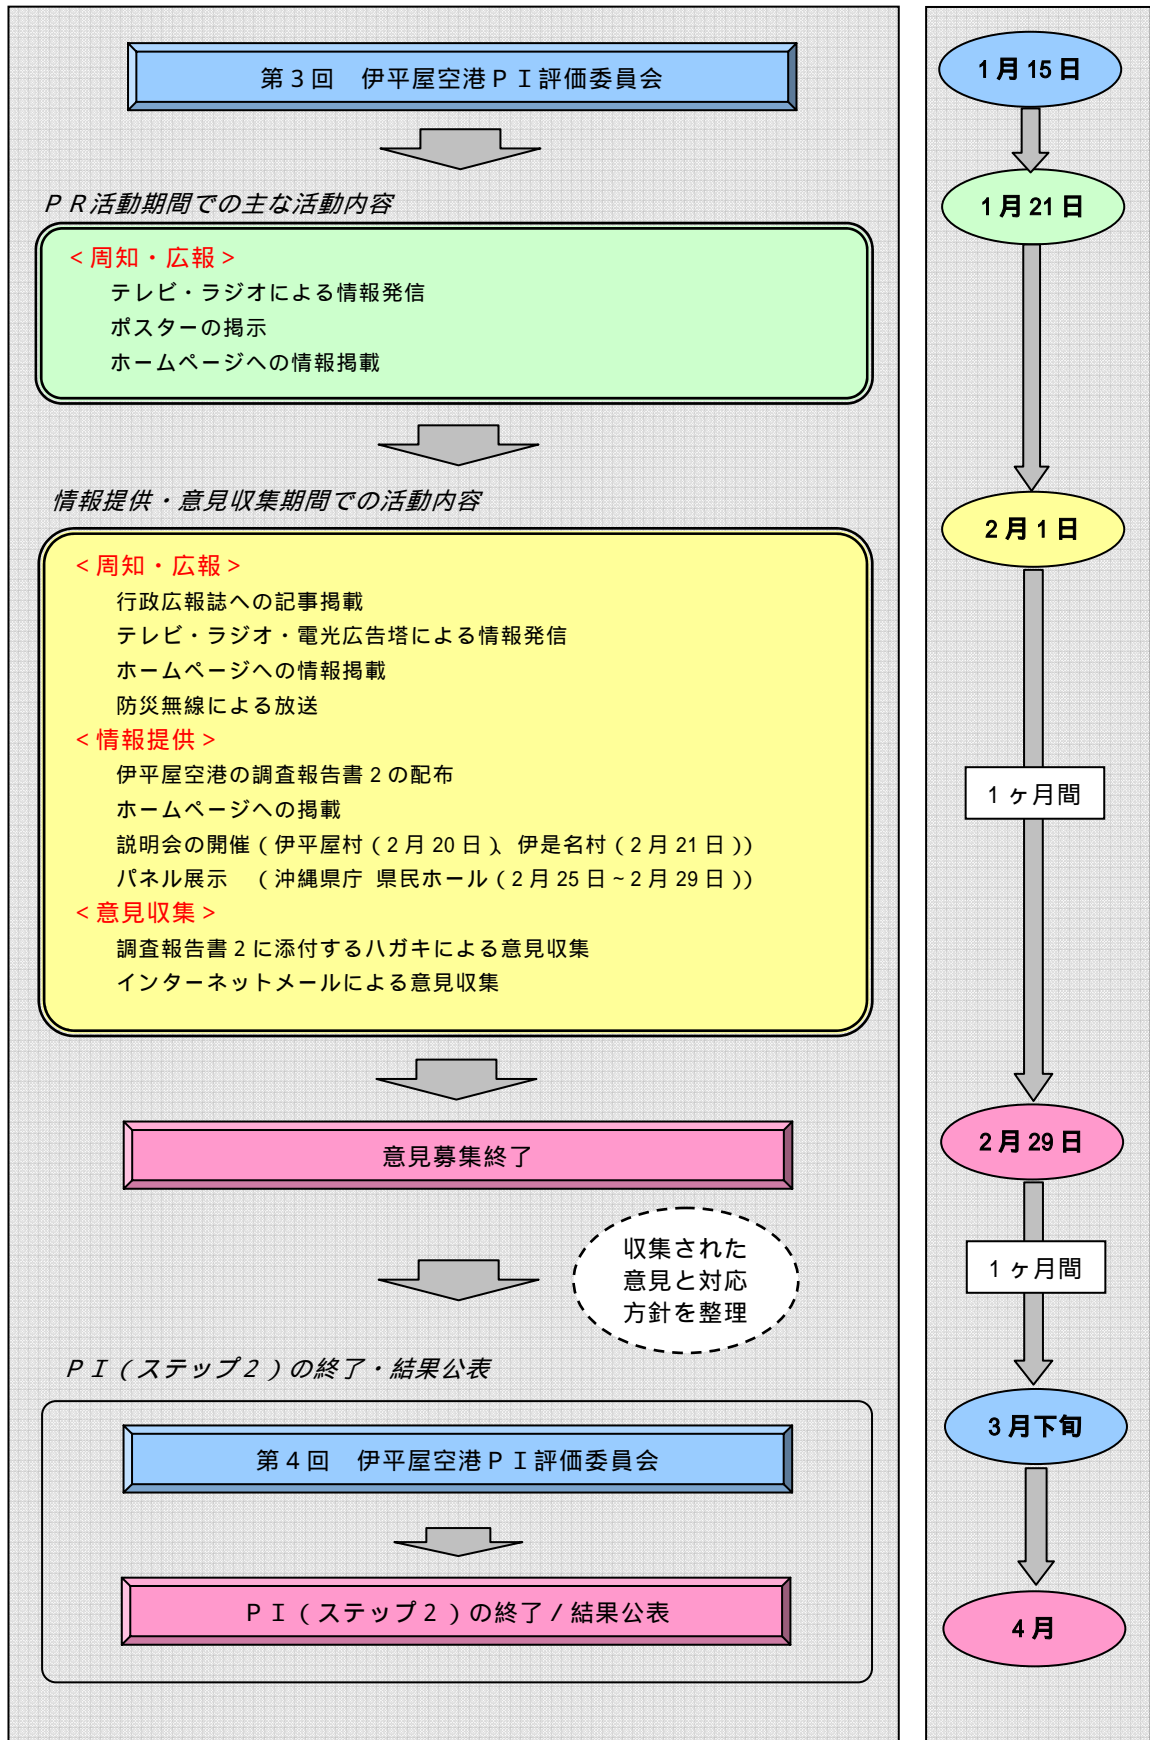 第３回　伊平屋空港ＰＩ評価委員会
ＰＲ活動期間での主な活動内容
＜周知・広報＞
テレビ・ラジオによる情報発信
ポスターの掲示
ホームページへの情報掲載
情報提供・意見収集期間での活動内容
＜周知・広報＞
行政広報誌への記事掲載
テレビ・ラジオ・電光広告塔による情報発信
ホームページへの情報掲載
防災無線による放送
＜情報提供＞
伊平屋空港の調査報告書２の配布
ホームページへの掲載
説明会の開催（伊平屋村（２月20日）、伊是名村（２月21日））
パネル展示　（沖縄県庁 県民ホール（２月25日～２月29日））
＜意見収集＞
調査報告書２に添付するハガキによる意見収集
インターネットメールによる意見収集
意見募集終了
収集された
意見と対応
方針を整理
ＰＩ（ステップ２）の終了・結果公表
第４回　伊平屋空港ＰＩ評価委員会
ＰＩ（ステップ２）の終了／結果公表
１月15日
１月21日
２月１日
１ヶ月間
２月29日
１ヶ月間
３月下旬
４月